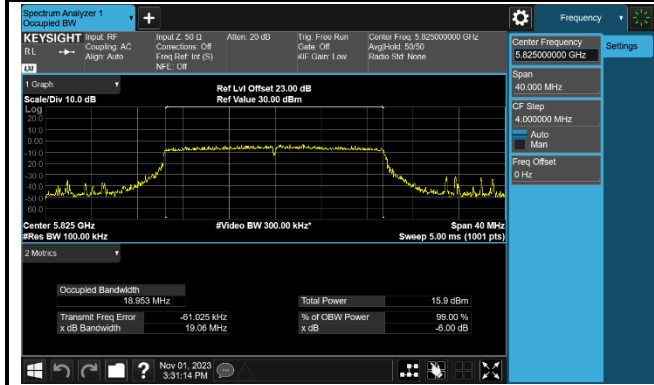 Spectrum Analyzer 1
Occupied BW
Frequency
KEYSIGHT
Input: RF
Coupling: AC
Align: Auto
Input Z: 50 Ω
Corrections: Off
Freq Ref: Int (S)
NFE: Off
Atten: 20 dB
Trig: Free Run
Gate: Off
#IF Gain: Low
Center Freq: 5.825000000 GHz
Avg|Hold: 50/50
Radio Std: None
RL
LXI
1 Graph
Scale/Div 10.0 dB
Ref Lvl Offset 23.00 dB
Ref Value 30.00 dBm
Log
20.0
10.0
0.00
-10.0
-20.0
-30.0
-40.0
-50.0
-60.0
Center 5.825 GHz
#Video BW 300.00 kHz*
Span 40 MHz
#Res BW 100.00 kHz
Sweep 5.00 ms (1001 pts)
2 Metrics
Occupied Bandwidth
18.953 MHz
Total Power
15.9 dBm
Transmit Freq Error
-61.025 kHz
% of OBW Power
99.00 %
x dB Bandwidth
19.06 MHz
x dB
-6.00 dB
Center Frequency
5.825000000 GHz
Settings
Span
40.000 MHz
CF Step
4.000000 MHz
Auto
Man
Freq Offset
0 Hz
Nov 01, 2023
3:31:14 PM